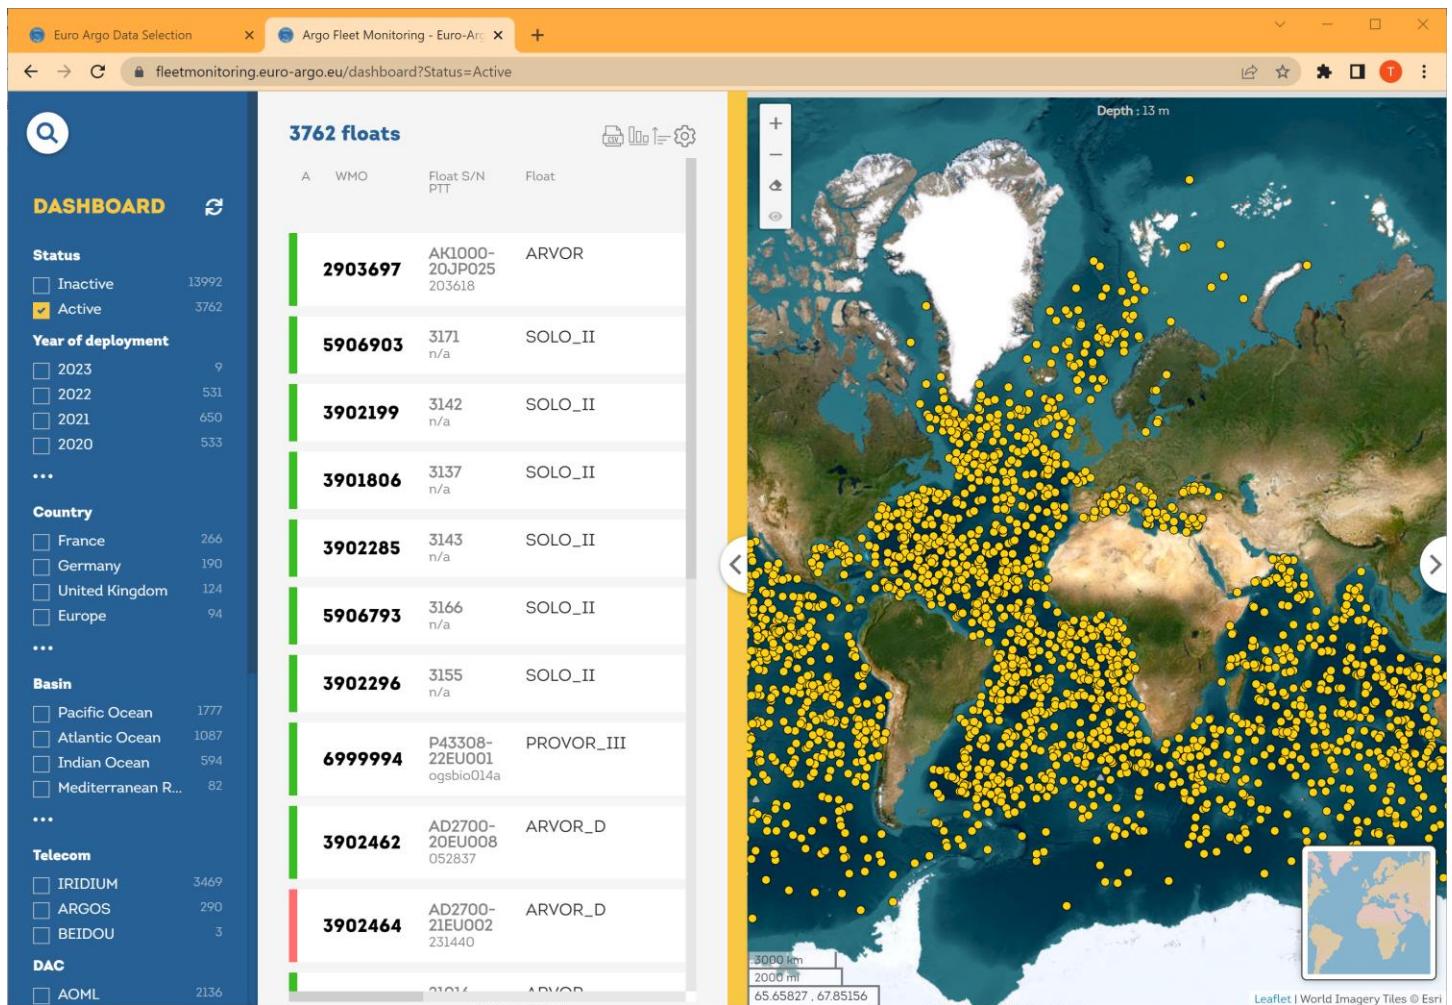 Euro Argo Data Selection
Argo Fleet Monitoring - Euro-Arg
fleetmonitoring.euro-argo.eu/dashboard?Status=Active
T
DASHBOARD
Status
Inactive 13992
Active 3762
Year of deployment
2023 9
2022 531
2021 650
2020 533
...
Country
France 266
Germany 190
United Kingdom 124
Europe 94
...
Basin
Pacific Ocean 1777
Atlantic Ocean 1087
Indian Ocean 594
Mediterranean R... 82
...
Telecom
IRIDIUM 3469
ARGOS 290
BEIDOU 3
DAC
AOML 2136
3762 floats
CSV
A WMO Float S/N Float
PTT
2903697 AK1000-20JP025 203618 ARVOR
5906903 3171 n/a SOLO_II
3902199 3142 n/a SOLO_II
3901806 3137 n/a SOLO_II
3902285 3143 n/a SOLO_II
5906793 3166 n/a SOLO_II
3902296 3155 n/a SOLO_II
6999994 P43308-22EU001 ogsbio014a PROVOR_III
3902462 AD2700-20EU008 052837 ARVOR_D
3902464 AD2700-21EU002 231440 ARVOR_D
Depth : 13 m
3000 km
2000 mi
65.65827 , 67.85156
Leaflet | World Imagery Tiles © Esri